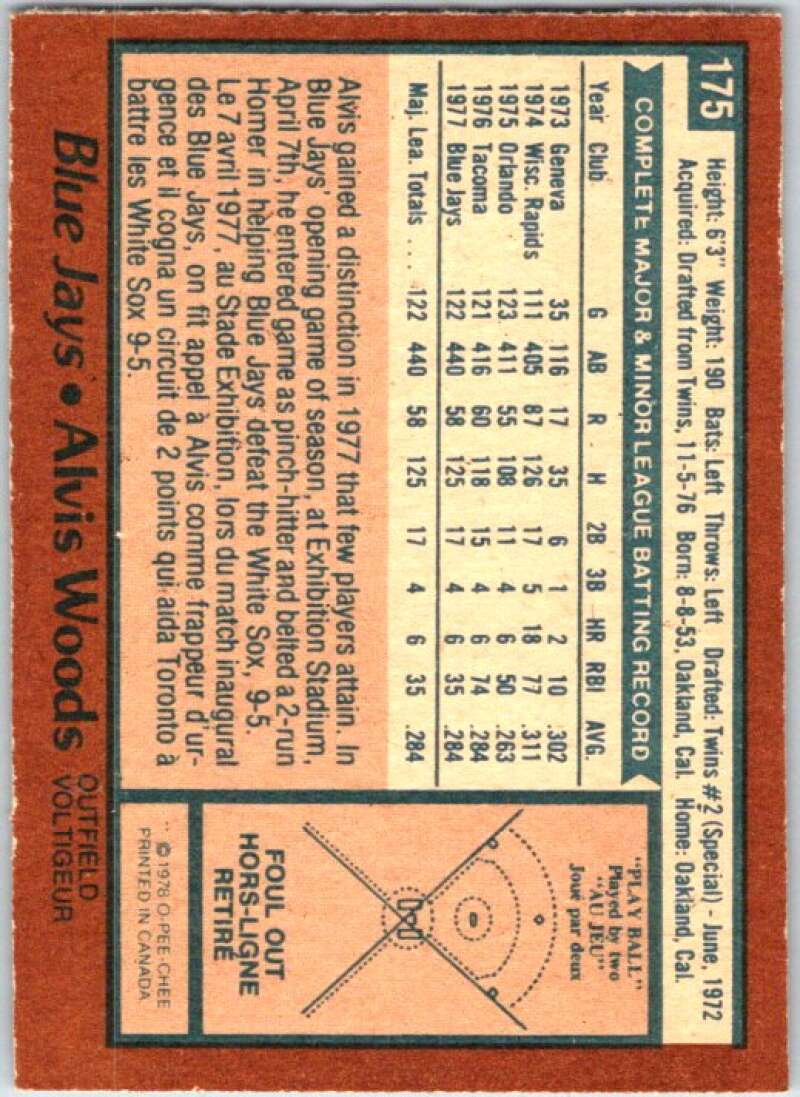 175
Height: 6'3" Weight: 190 Bats: Left Throws: Left Drafted: Twins #2 (Special) - June, 1972
Acquired: Drafted from Twins, 11-5-76 Born: 8-8-53, Oakland, Cal. Home: Oakland, Cal.
COMPLETE MAJOR & MINOR LEAGUE BATTING RECORD
Year Club G AB R H 2B 3B HR RBI AVG.
1973 Geneva 35 116 17 35 6 1 2 10 .302
1974 Wisc. Rapids 111 405 87 126 17 5 18 77 .311
1975 Orlando 123 411 55 108 11 4 6 50 .263
1976 Tacoma 121 416 60 118 15 4 6 74 .284
1977 Blue Jays 122 440 58 125 17 4 6 35 .284
Maj. Lea. Totals ... 122 440 58 125 17 4 6 35 .284
Alvis gained a distinction in 1977 that few players attain. In
Blue Jays' opening game of season, at Exhibition Stadium,
April 7th, he entered game as pinch-hitter and belted a 2-run
Homer in helping Blue Jays defeat the White Sox, 9-5.
Le 7 avril 1977, au Stade Exhibition, lors du match inaugural
des Blue Jays, on fit appel à Alvis comme frappeur d'ur-
gence et il cogna un circuit de 2 points qui aida Toronto à
battre les White Sox 9-5.
"PLAY BALL"
Played by two
"AU JEU"
Joué par deux
FOUL OUT
HORS-LIGNE
RETIRÉ
© 1978 O-PEE-CHEE
PRINTED IN CANADA
Blue Jays • Alvis Woods OUTFIELD
VOLTIGEUR